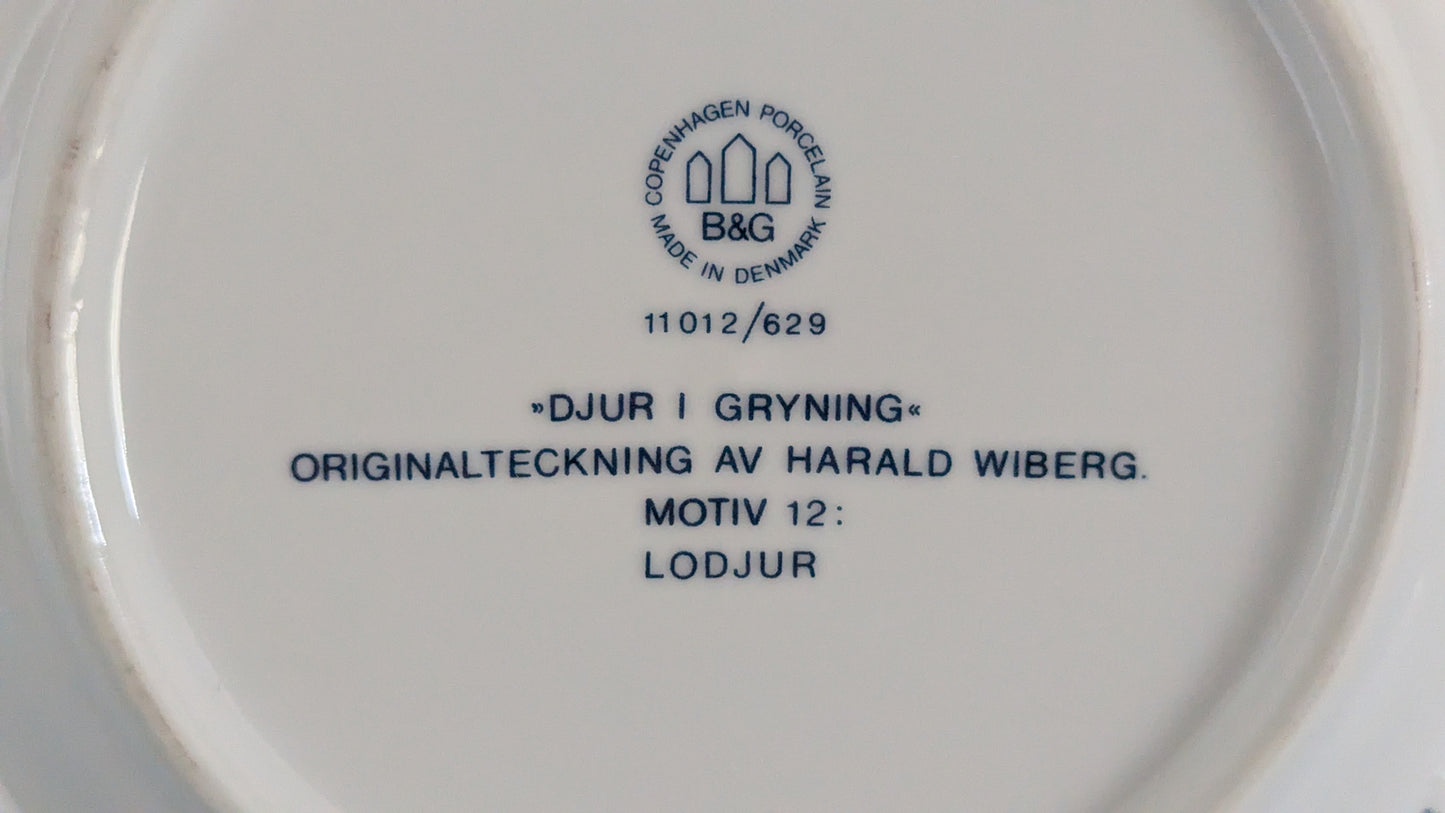 COPENHAGEN PORCELAIN
B&G
MADE IN DENMARK
11012/629
»DJUR I GRYNING«
ORIGINALTECKNING AV HARALD WIBERG.
MOTIV 12:
LODJUR